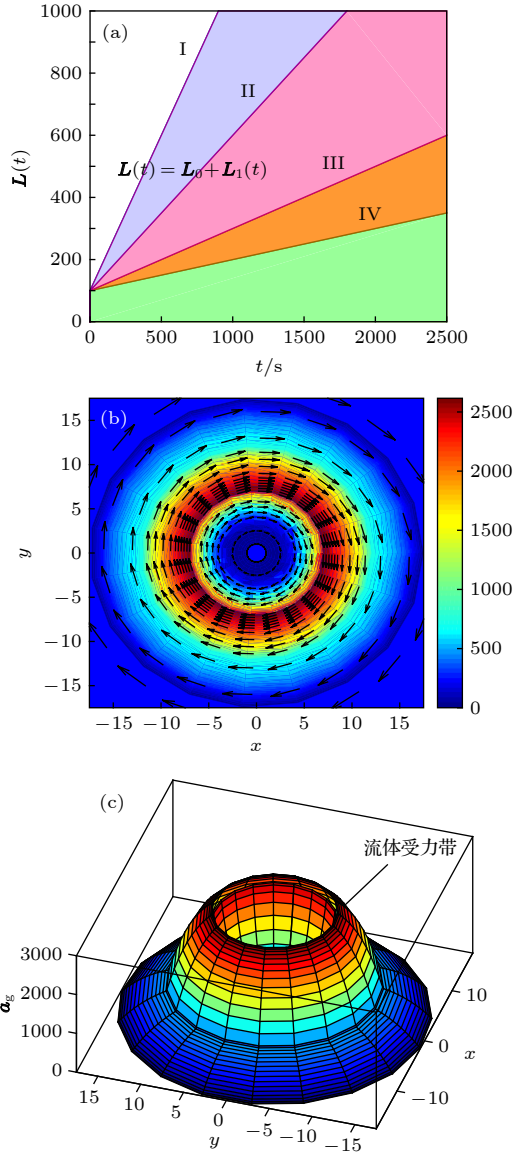 (a)
1000
800
600
400
200
0
L(t)
I
II
III
IV
L(t) = L₀+L₁(t)
0 500 1000 1500 2000 2500
t/s
(b)
15
10
5
0
−5
−10
−15
y
−15 −10 −5 0 5 10 15
x
2500
2000
1500
1000
500
0
(c)
流体受力带
3000
2000
1000
0
a_g
15 10 5 0 −5 −10 −15
y
10
0
−10
x